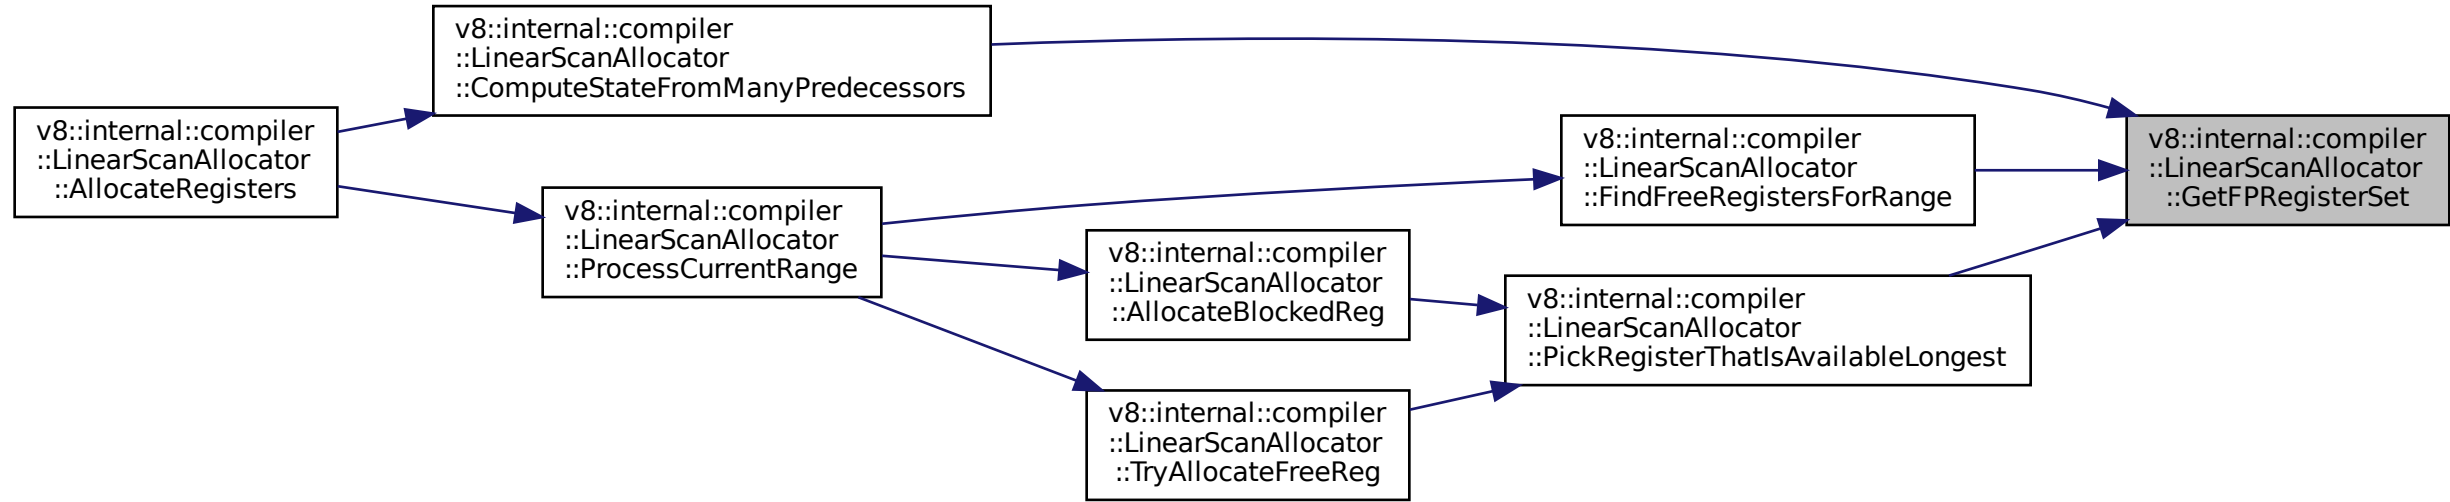 v8::internal::compiler
::LinearScanAllocator
::ComputeStateFromManyPredecessors
v8::internal::compiler
::LinearScanAllocator
::AllocateRegisters
v8::internal::compiler
::LinearScanAllocator
::ProcessCurrentRange
v8::internal::compiler
::LinearScanAllocator
::FindFreeRegistersForRange
v8::internal::compiler
::LinearScanAllocator
::GetFPRegisterSet
v8::internal::compiler
::LinearScanAllocator
::AllocateBlockedReg
v8::internal::compiler
::LinearScanAllocator
::PickRegisterThatIsAvailableLongest
v8::internal::compiler
::LinearScanAllocator
::TryAllocateFreeReg